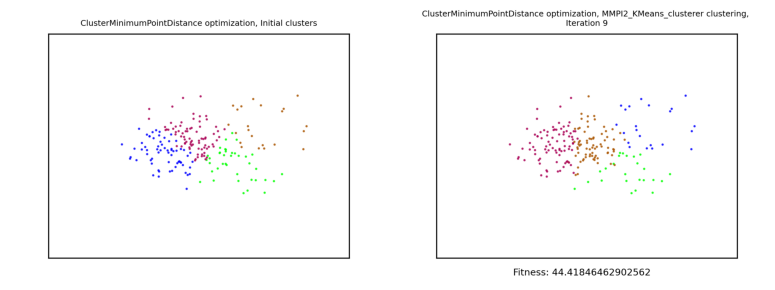 ClusterMinimumPointDistance optimization, Initial clusters
ClusterMinimumPointDistance optimization, MMPI2_KMeans_clusterer clustering,
Iteration 9
Fitness: 44.41846462902562